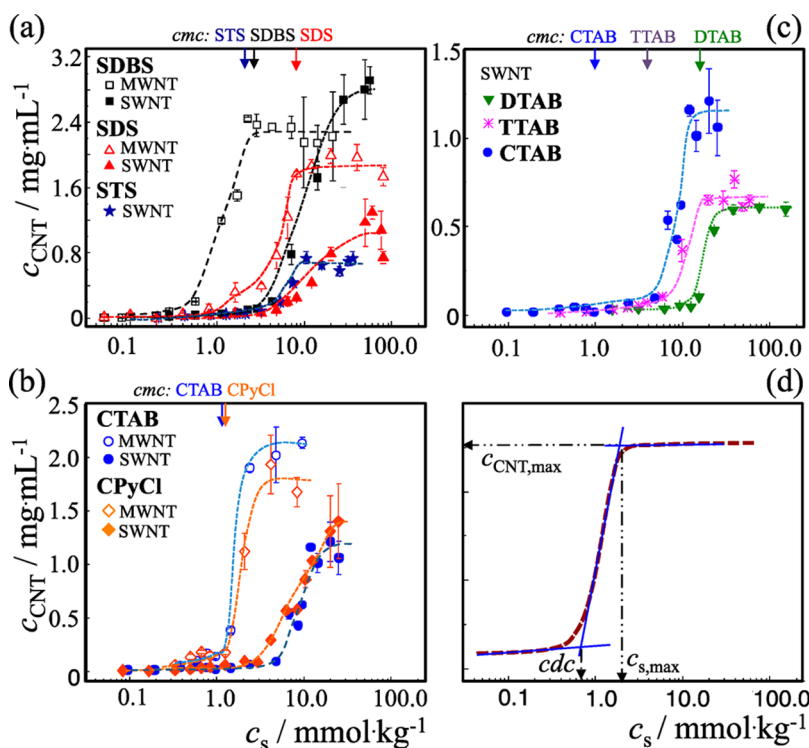 (a)
cmc: STS SDBS SDS
c_CNT / mg·mL⁻¹
3.2
2.4
1.6
0.8
0
SDBS
MWNT
SWNT
SDS
MWNT
SWNT
STS
SWNT
0.1 1.0 10.0 100.0
(c)
cmc: CTAB TTAB DTAB
1.5
1.0
0.5
0
SWNT
DTAB
TTAB
CTAB
0.1 1.0 10.0 100.0
(b)
cmc: CTAB CPyCl
c_CNT / mg·mL⁻¹
2.5
2.0
1.5
1.0
0.5
0
CTAB
MWNT
SWNT
CPyCl
MWNT
SWNT
0.1 1.0 10.0 100.0
c_s / mmol·kg⁻¹
(d)
c_CNT,max
cdc
c_s,max
0.1 1.0 10.0 100.0
c_s / mmol·kg⁻¹